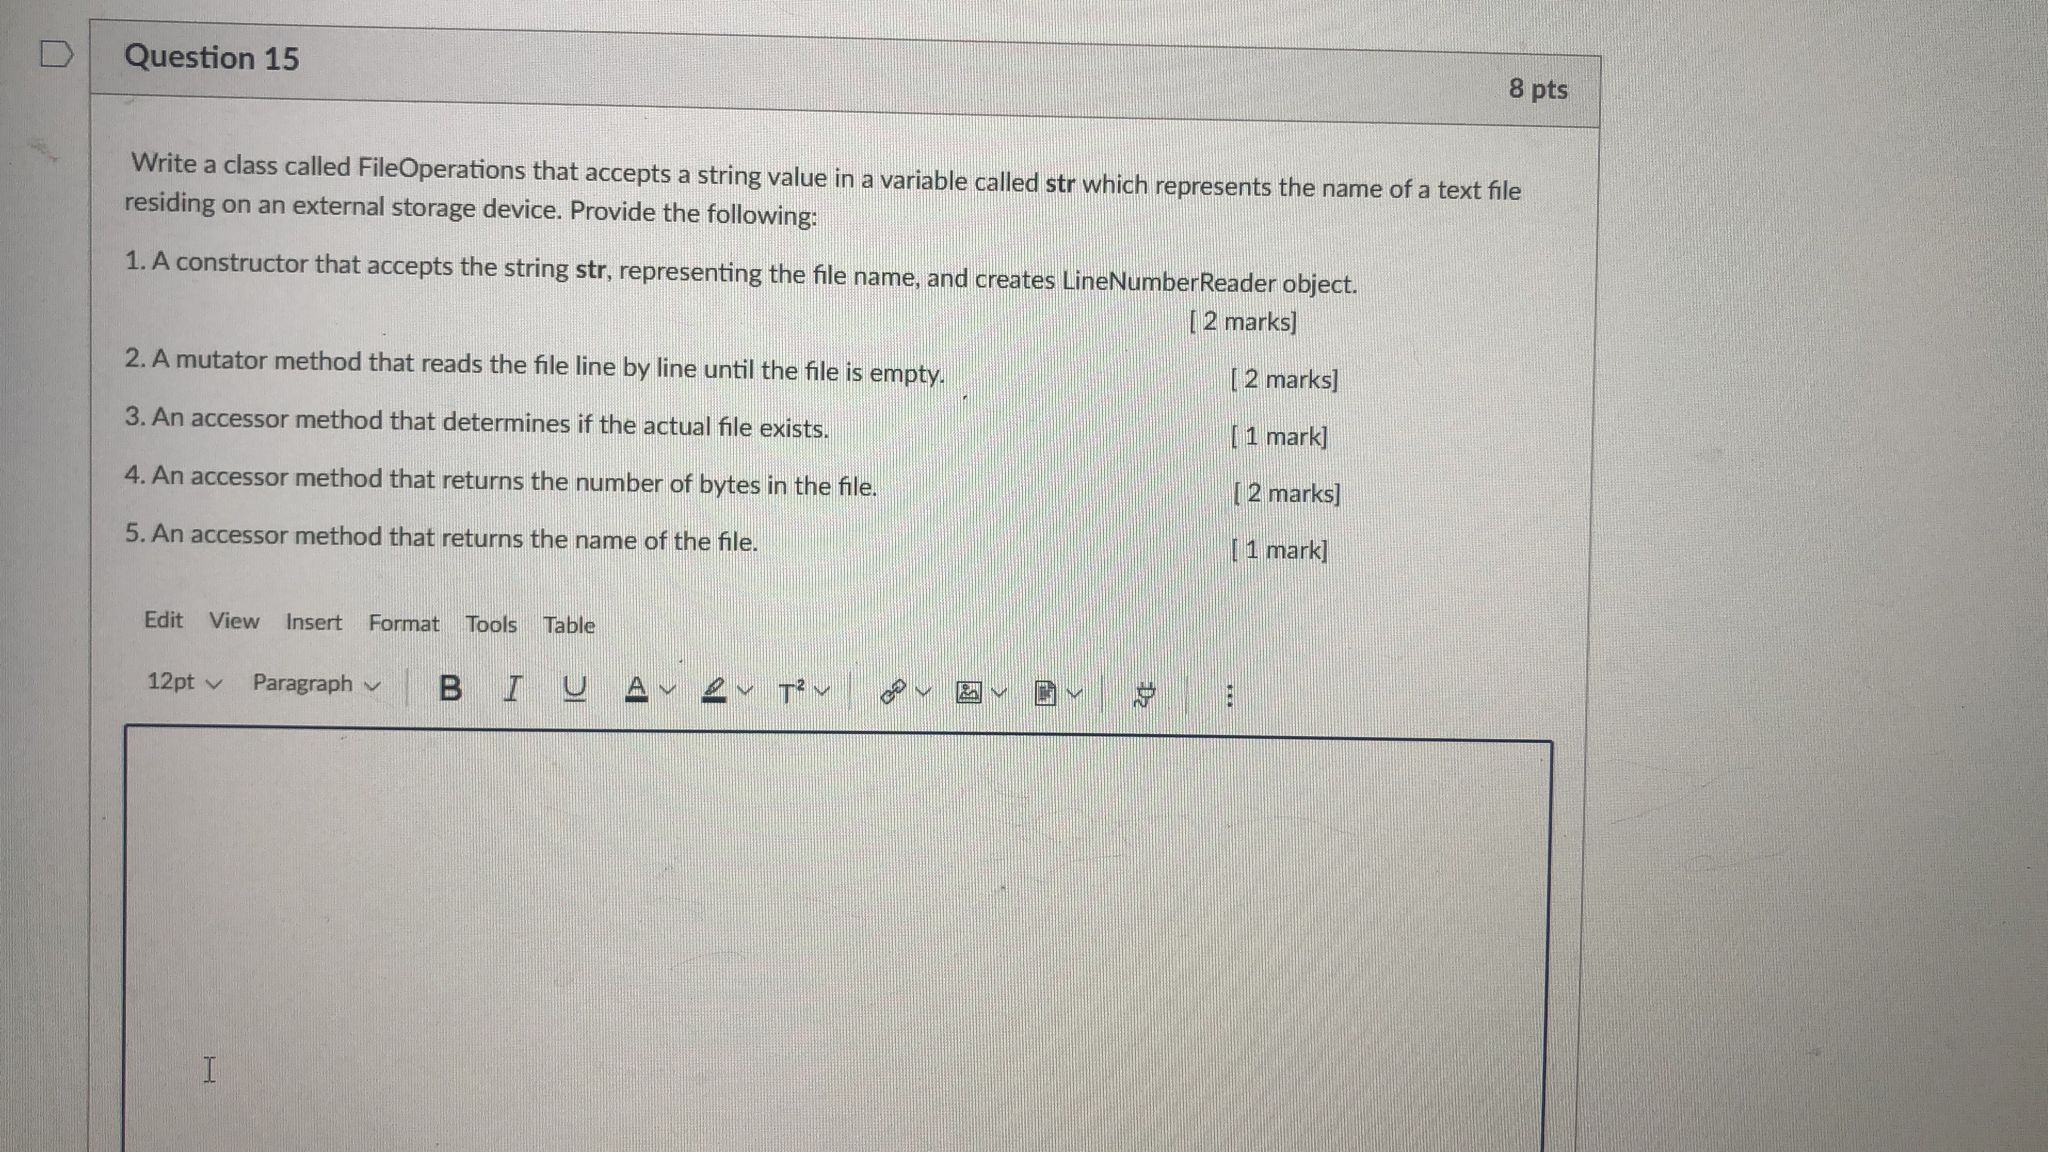 Question 15
8 pts
Write a class called FileOperations that accepts a string value in a variable called str which represents the name of a text file
residing on an external storage device. Provide the following:
1. A constructor that accepts the string str, representing the file name, and creates LineNumberReader object.
[ 2 marks]
2. A mutator method that reads the file line by line until the file is empty. [ 2 marks]
3. An accessor method that determines if the actual file exists. [ 1 mark]
4. An accessor method that returns the number of bytes in the file. [ 2 marks]
5. An accessor method that returns the name of the file. [ 1 mark]
Edit View Insert Format Tools Table
12pt Paragraph B I U A T²